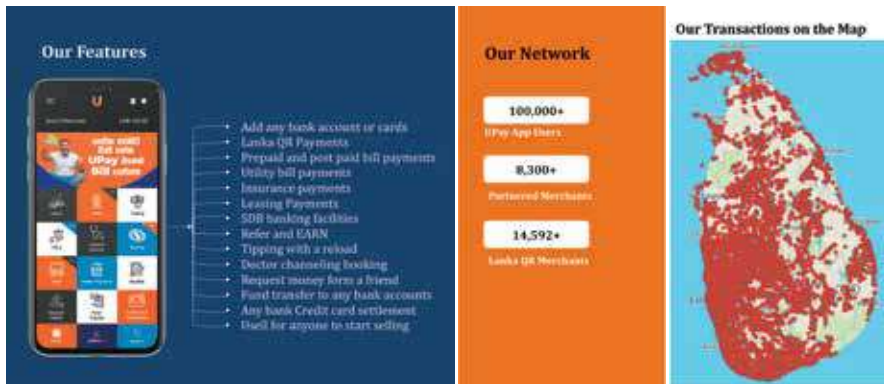 Our Features
U
UPay
Bill
Add any bank account or cards
Lanka QR Payments
Prepaid and post paid bill payments
Utility bill payments
Insurance payments
Leasing Payments
SDB banking facilities
Refer and EARN
Tipping with a reload
Doctor channeling booking
Request money form a friend
Fund transfer to any bank accounts
Any bank Credit card settlement
Usell for anyone to start selling
Our Network
100,000+
UPay App Users
8,300+
Partnered Merchants
14,592+
Lanka QR Merchants
Our Transactions on the Map